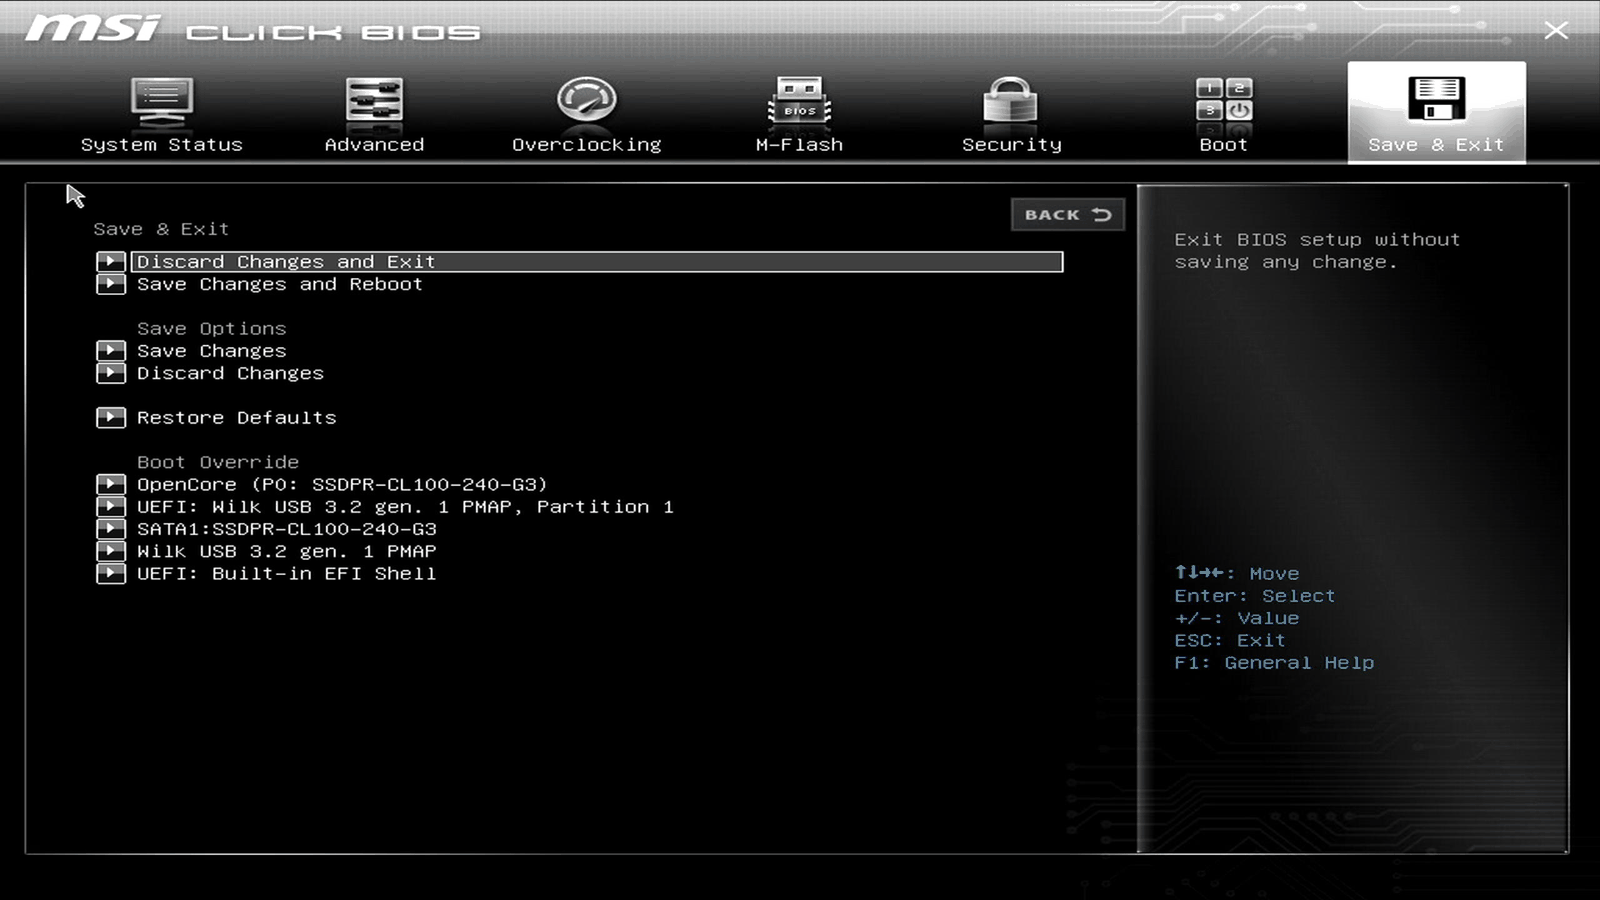 msi CLICK BIOS
System Status
Advanced
Overclocking
BIOS
M-Flash
Security
1 2
3
Boot
Save & Exit
BACK
Save & Exit
Discard Changes and Exit
Save Changes and Reboot
Save Options
Save Changes
Discard Changes
Restore Defaults
Boot Override
OpenCore (P0: SSDPR-CL100-240-G3)
UEFI: Wilk USB 3.2 gen. 1 PMAP, Partition 1
SATA1:SSDPR-CL100-240-G3
Wilk USB 3.2 gen. 1 PMAP
UEFI: Built-in EFI Shell
Exit BIOS setup without
saving any change.
↑↓→←: Move
Enter: Select
+/-: Value
ESC: Exit
F1: General Help